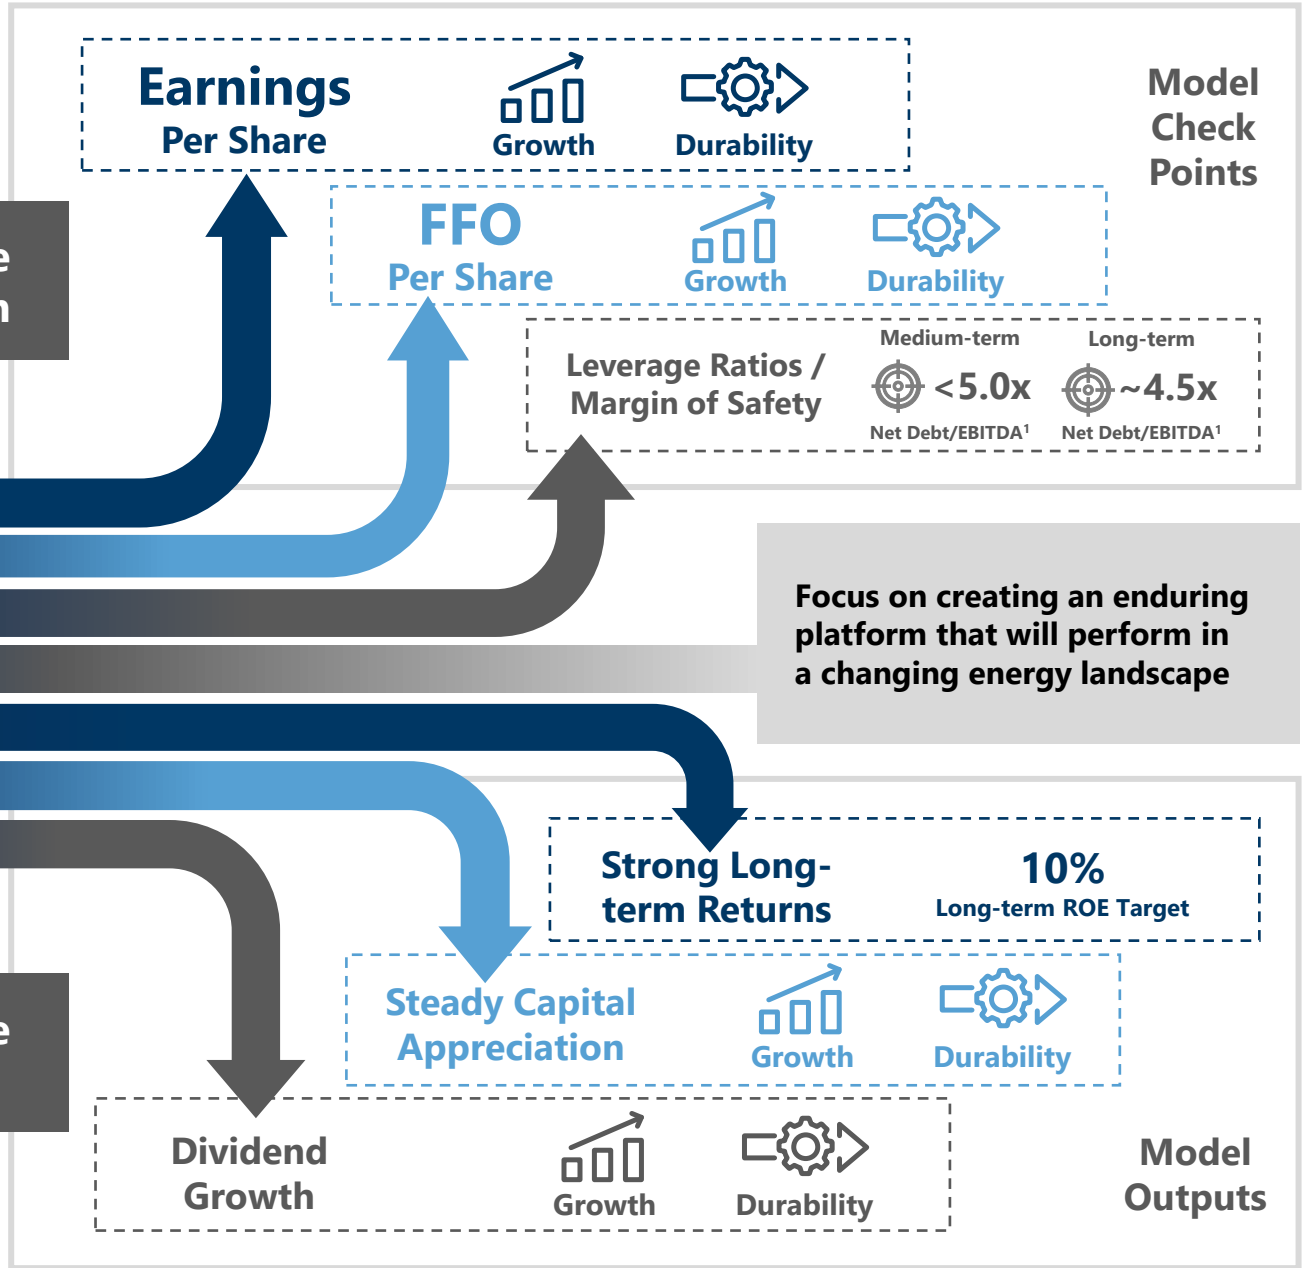 Earnings
Per Share
Growth
Durability
Model
Check
Points
FFO
Per Share
Growth
Durability
Leverage Ratios /
Margin of Safety
Medium-term
<5.0x
Net Debt/EBITDA¹
Long-term
~4.5x
Net Debt/EBITDA¹
Focus on creating an enduring
platform that will perform in
a changing energy landscape
Strong Long-
term Returns
10%
Long-term ROE Target
Steady Capital
Appreciation
Growth
Durability
Dividend
Growth
Growth
Durability
Model
Outputs